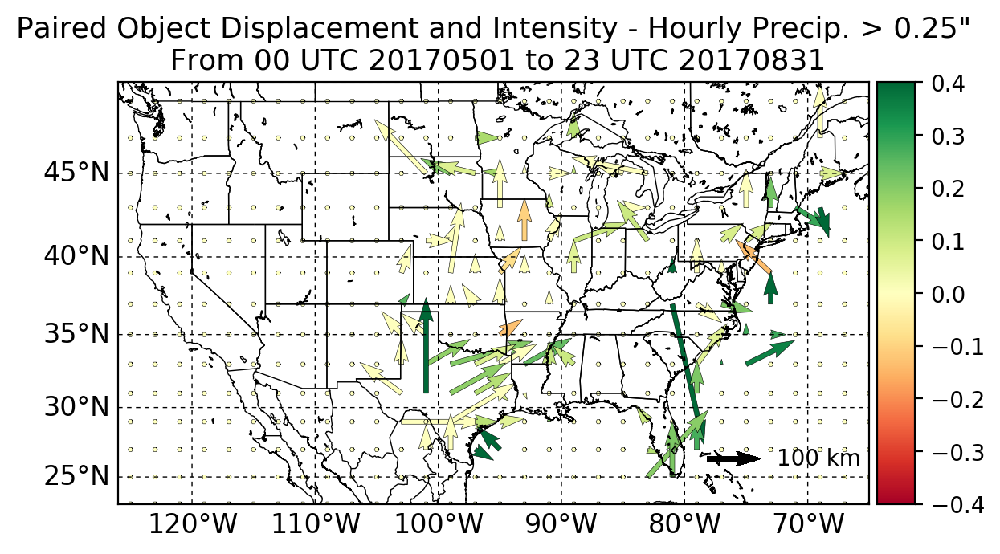 Paired Object Displacement and Intensity - Hourly Precip. > 0.25"
From 00 UTC 20170501 to 23 UTC 20170831
45°N
40°N
35°N
30°N
25°N
120°W 110°W 100°W 90°W 80°W 70°W
100 km
0.4
0.3
0.2
0.1
0.0
−0.1
−0.2
−0.3
−0.4